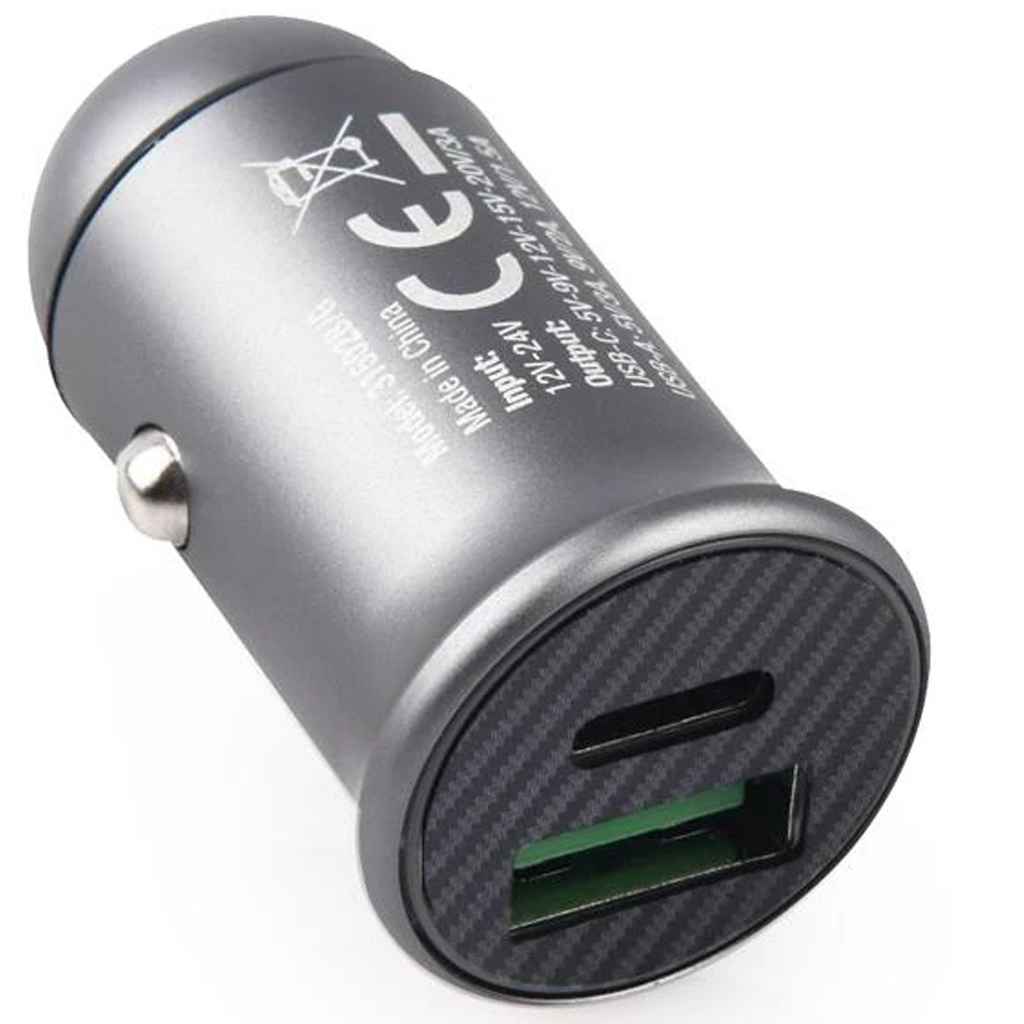 Model: 3160028/G
Made in China
Input:
12V-24V
Output:
USB-C: 5V-9V-12V-15V-20V/3A
USB-A: 5V/3A, 9V/2A, 12V/1.5A
CE